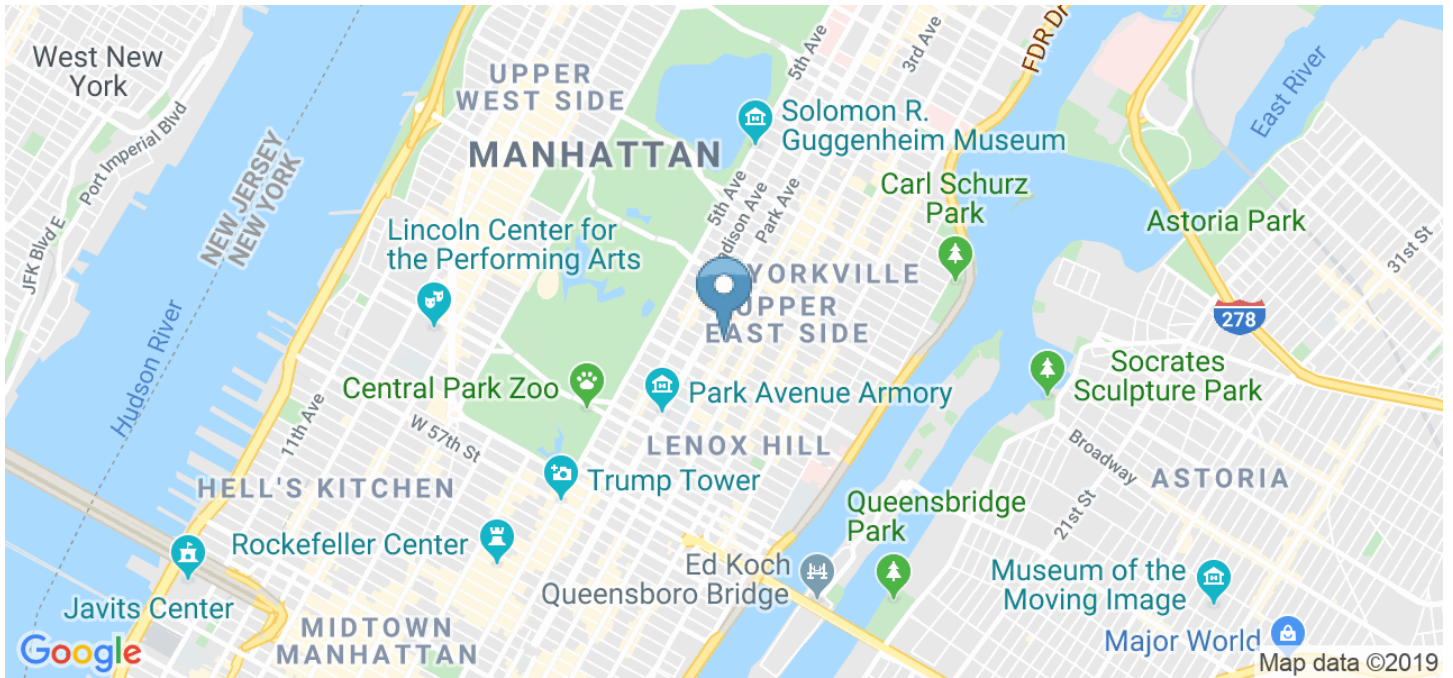 West New
York
UPPER
WEST SIDE
5th Ave
3rd Ave
FDR Dr
East River
Solomon R.
Guggenheim Museum
MANHATTAN
Port Imperial Blvd
NEW JERSEY
NEW YORK
JFK Blvd E
Carl Schurz
Park
Astoria Park
31st St
5th Ave
Park Ave
Lincoln Center for
the Performing Arts
YORKVILLE
UPPER
EAST SIDE
278
Hudson River
Socrates
Sculpture Park
Central Park Zoo
Park Avenue Armory
11th Ave
W 57th St
LENOX HILL
Broadway
Trump Tower
HELL'S KITCHEN
ASTORIA
21st St
Queensbridge
Park
Rockefeller Center
Ed Koch
Queensboro Bridge
Museum of the
Moving Image
Javits Center
MIDTOWN
MANHATTAN
Major World
Google
Map data ©2019